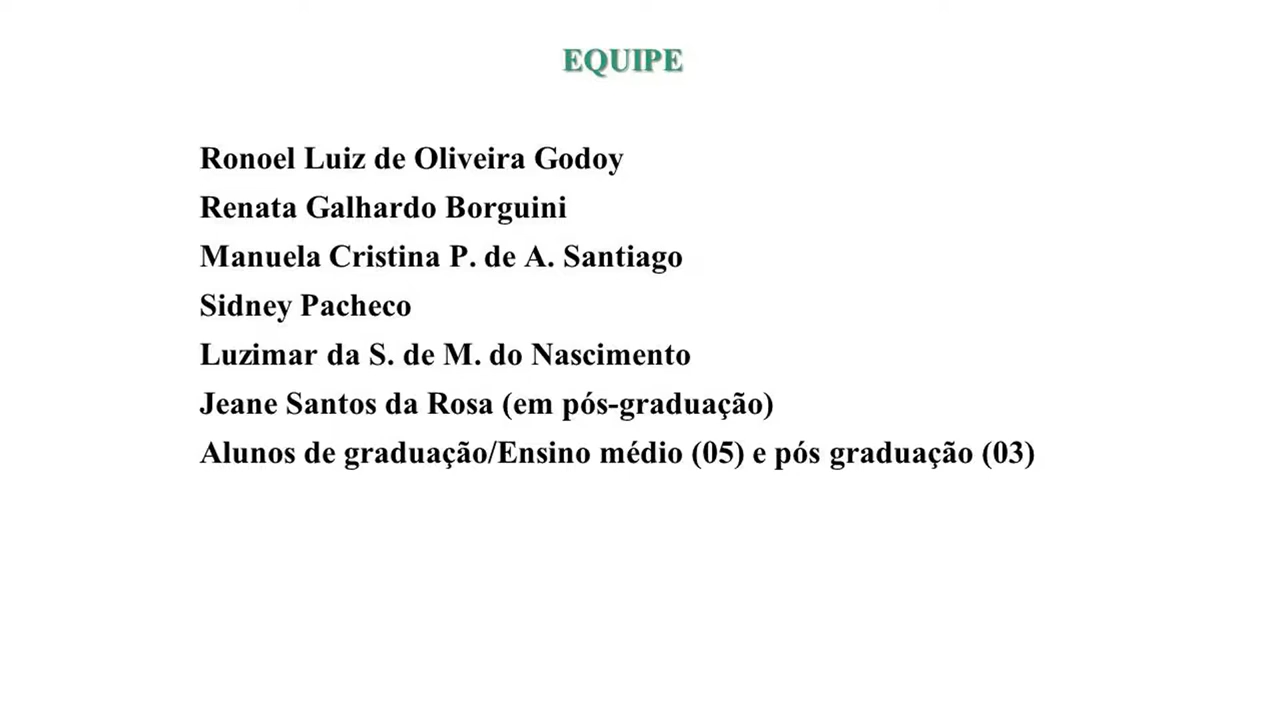 EQUIPE
Ronoel Luiz de Oliveira Godoy
Renata Galhardo Borguini
Manuela Cristina P. de A. Santiago
Sidney Pacheco
Luzimar da S. de M. do Nascimento
Jeane Santos da Rosa (em pós-graduação)
Alunos de graduação/Ensino médio (05) e pós graduação (03)